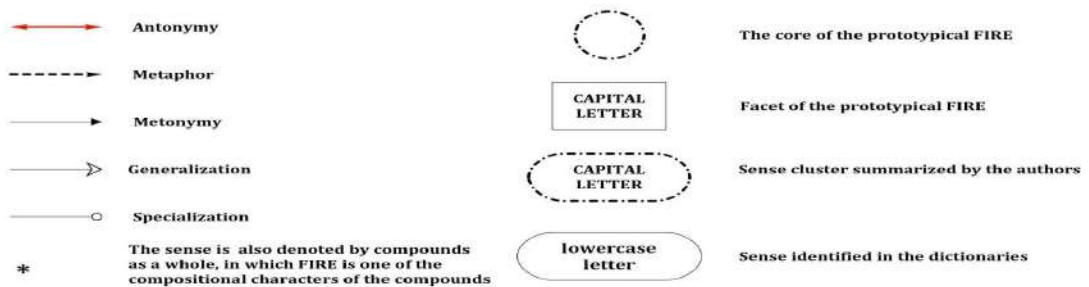 Antonymy
Metaphor
Metonymy
Generalization
Specialization
*
The sense is also denoted by compounds
as a whole, in which FIRE is one of the
compositional characters of the compounds
The core of the prototypical FIRE
CAPITAL
LETTER
Facet of the prototypical FIRE
CAPITAL
LETTER
Sense cluster summarized by the authors
lowercase
letter
Sense identified in the dictionaries